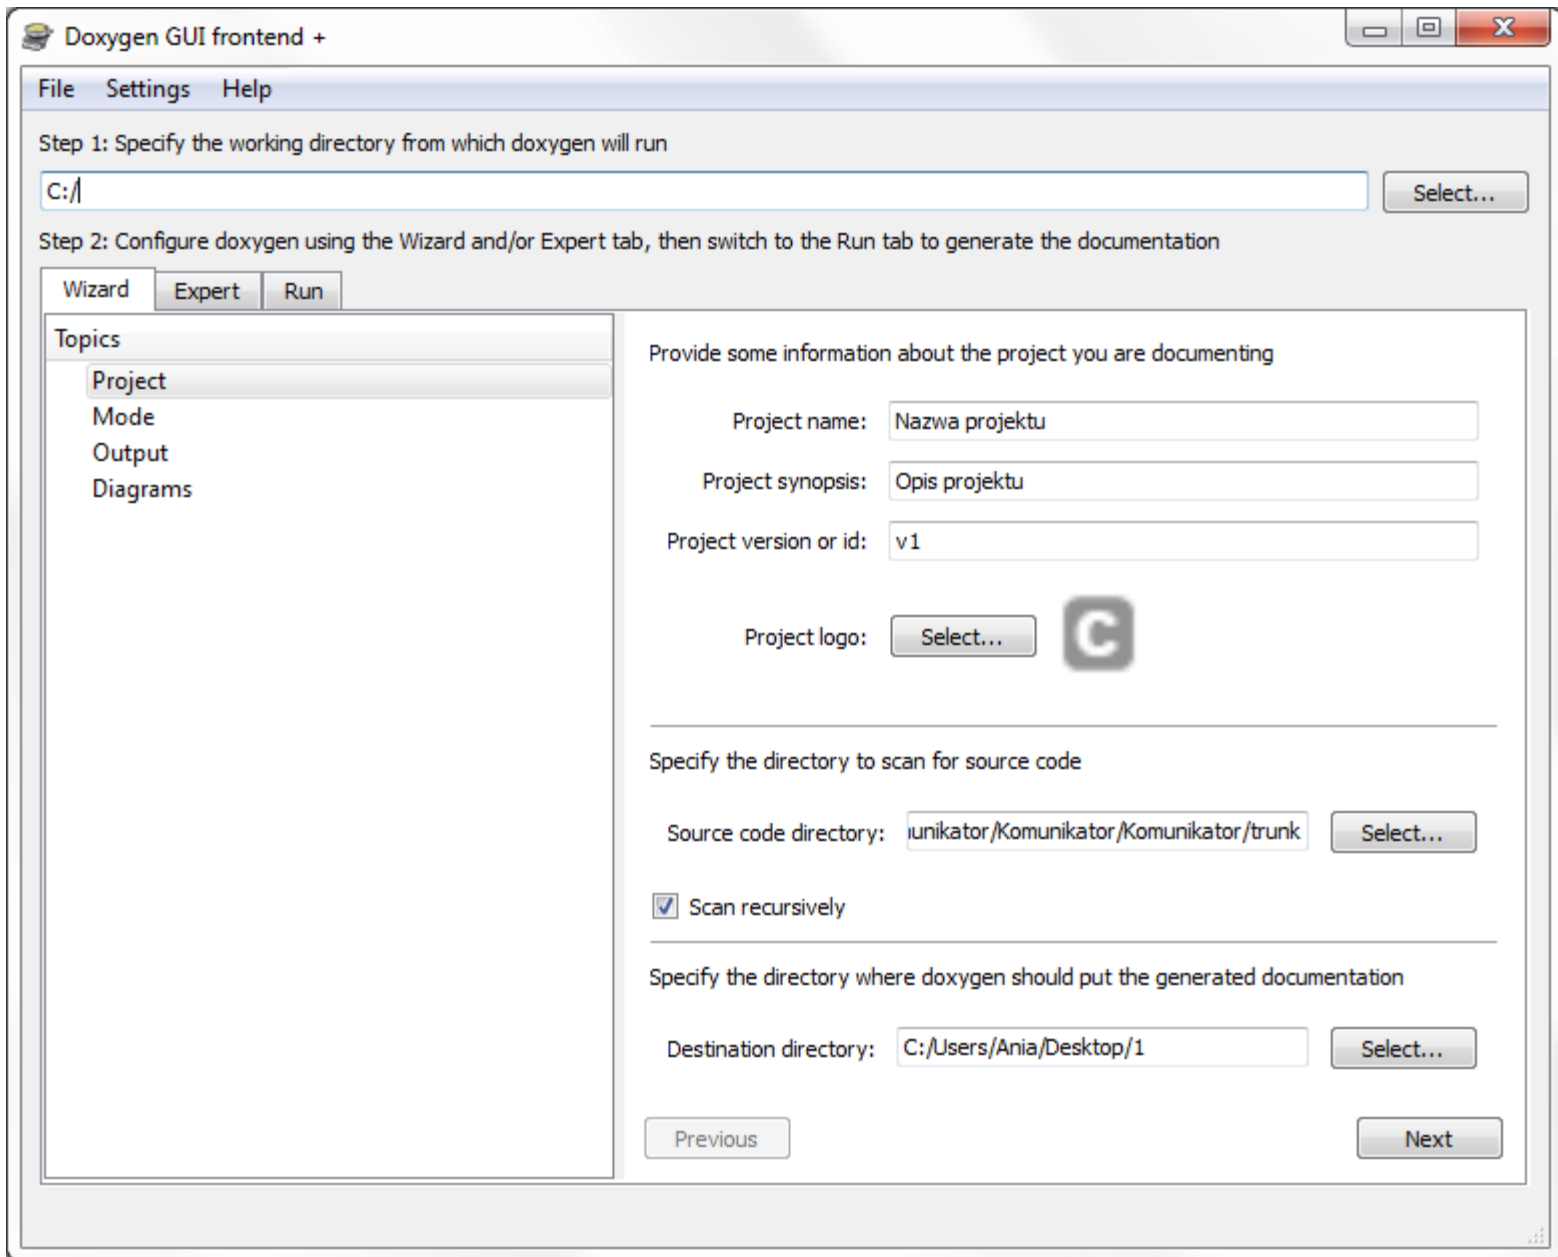 Doxygen GUI frontend +
File Settings Help
Step 1: Specify the working directory from which doxygen will run
C:/ Select...
Step 2: Configure doxygen using the Wizard and/or Expert tab, then switch to the Run tab to generate the documentation
Wizard Expert Run
Topics
Project
Mode
Output
Diagrams
Provide some information about the project you are documenting
Project name: Nazwa projektu
Project synopsis: Opis projektu
Project version or id: v1
Project logo: Select... C
Specify the directory to scan for source code
Source code directory: unikator/Komunikator/Komunikator/trunk Select...
Scan recursively
Specify the directory where doxygen should put the generated documentation
Destination directory: C:/Users/Ania/Desktop/1 Select...
Previous Next